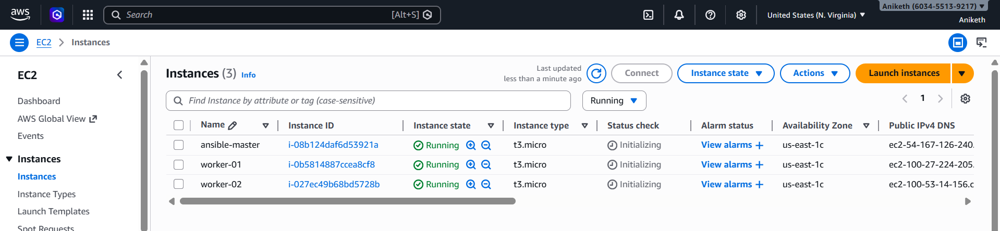 aws
Search [Alt+S]
United States (N. Virginia)
Aniketh (6034-5513-9217)
Aniketh
EC2 Instances
EC2
Dashboard
AWS Global View
Events
Instances
Instances
Instance Types
Launch Templates
Spot Requests
Instances (3) Info
Last updated
less than a minute ago
Connect
Instance state
Actions
Launch instances
Find Instance by attribute or tag (case-sensitive)
Running
1
Name Instance ID Instance state Instance type Status check Alarm status Availability Zone Public IPv4 DNS
ansible-master i-08b124daf6d53921a Running t3.micro Initializing View alarms us-east-1c ec2-54-167-126-240.
worker-01 i-0b5814887ccea8cf8 Running t3.micro Initializing View alarms us-east-1c ec2-100-27-224-205.
worker-02 i-027ec49b68bd5728b Running t3.micro Initializing View alarms us-east-1c ec2-100-53-14-156.c